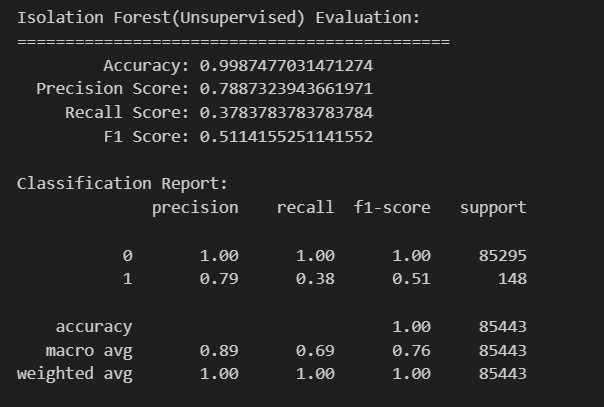 Isolation Forest(Unsupervised) Evaluation:
=============================================
Accuracy: 0.9987477031471274
Precision Score: 0.7887323943661971
Recall Score: 0.3783783783783784
F1 Score: 0.5114155251141552
Classification Report:
precision recall f1-score support
0 1.00 1.00 1.00 85295
1 0.79 0.38 0.51 148
accuracy 1.00 85443
macro avg 0.89 0.69 0.76 85443
weighted avg 1.00 1.00 1.00 85443